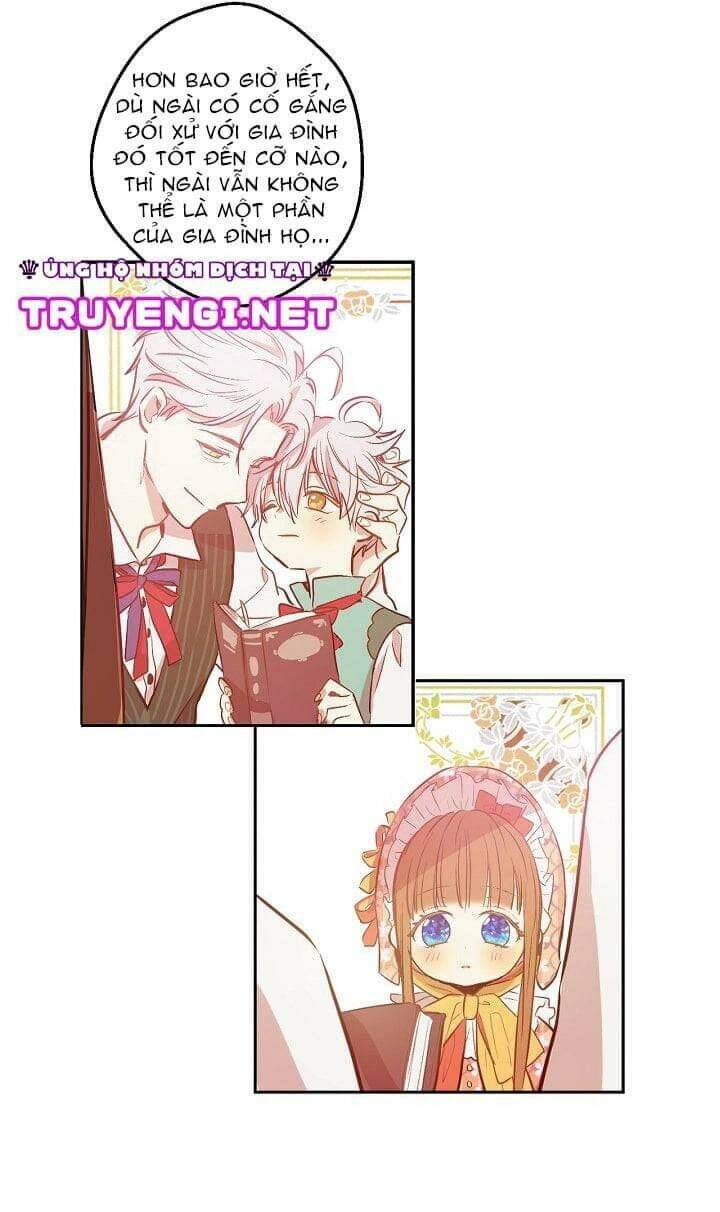 HƠN BAO GIỜ HẾT,
DÙ NGÀI CÓ CỐ GẮNG
ĐỐI XỬ VỚI GIA ĐÌNH
ĐÓ TỐT ĐẾN CỠ NÀO,
THÌ NGÀI VẪN KHÔNG
THỂ LÀ MỘT PHẦN
CỦA GIA ĐÌNH HỌ...
ỦNG HỘ NHÓM DỊCH TẠI
TRUYENGI.NET